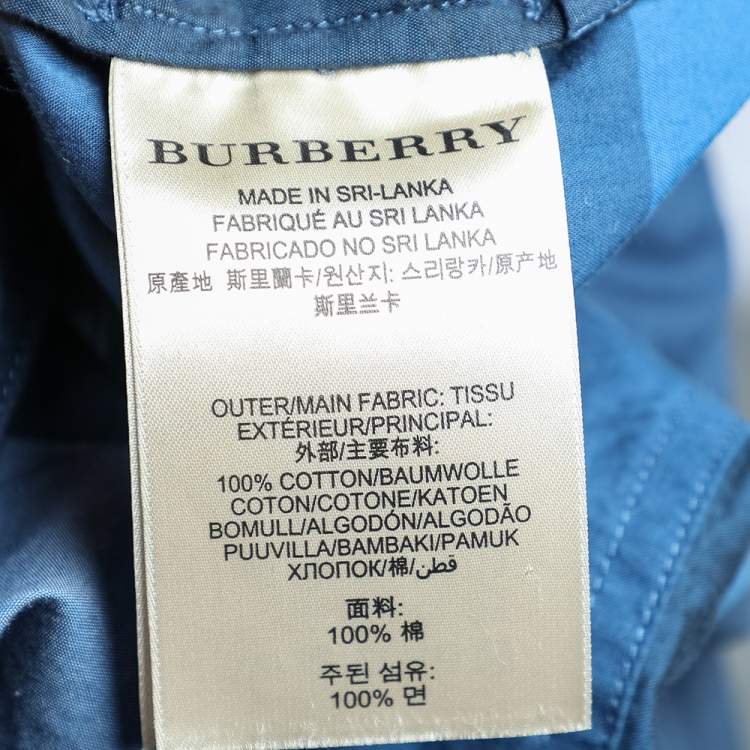 BURBERRY
MADE IN SRI-LANKA
FABRIQUÉ AU SRI LANKA
FABRICADO NO SRI LANKA
原產地 斯里蘭卡/원산지: 스리랑카/原产地
斯里兰卡
OUTER/MAIN FABRIC: TISSU
EXTÉRIEUR/PRINCIPAL:
外部/主要布料:
100% COTTON/BAUMWOLLE
COTON/COTONE/KATOEN
BOMULL/ALGODÓN/ALGODÃO
PUUVILLA/BAMBAKI/PAMUK
ХЛОПОК/棉/قطن
面料:
100% 棉
주된 섬유:
100% 면